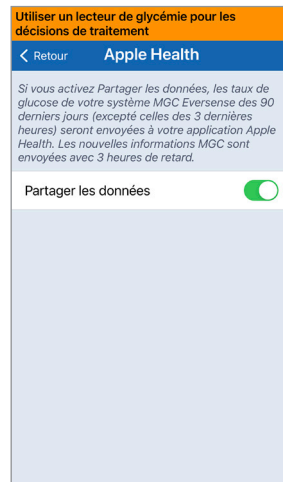 Utiliser un lecteur de glycémie pour les
décisions de traitement
Retour Apple Health
Si vous activez Partager les données, les taux de
glucose de votre système MGC Eversense des 90
derniers jours (excepté celles des 3 dernières
heures) seront envoyées à votre application Apple
Health. Les nouvelles informations MGC sont
envoyées avec 3 heures de retard.
Partager les données